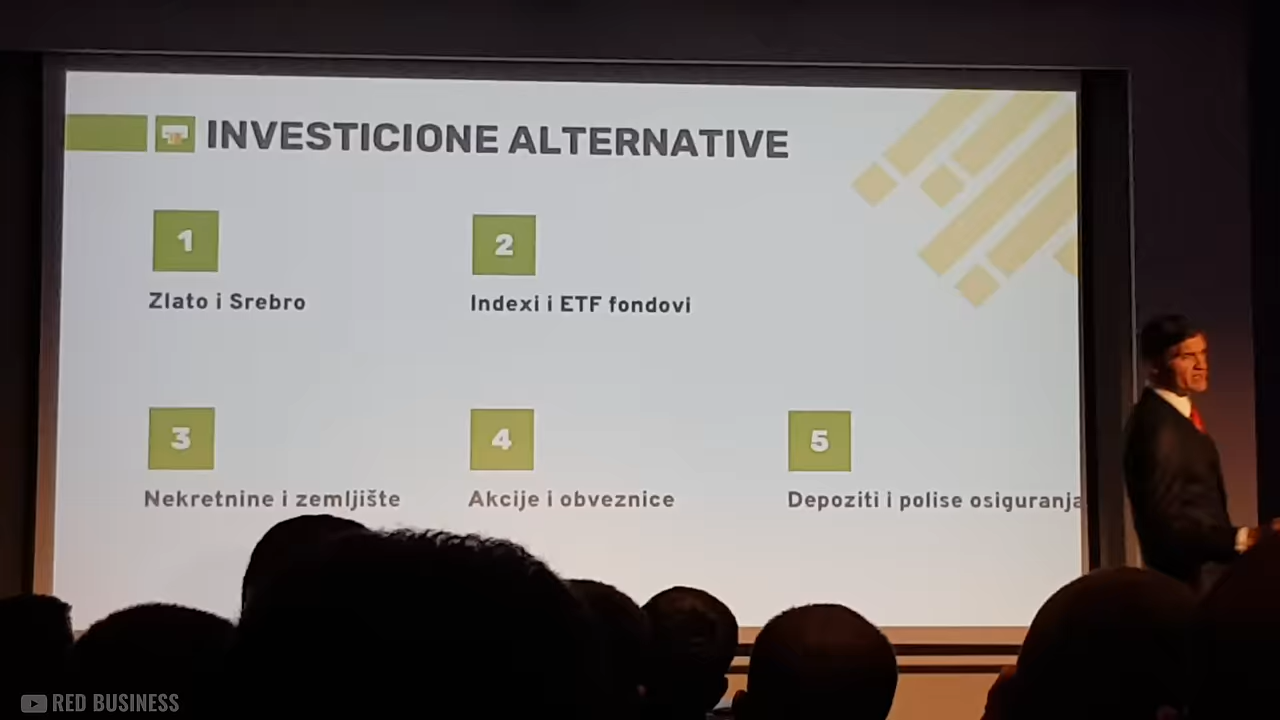 INVESTICIONE ALTERNATIVE
1
Zlato i Srebro
2
Indexi i ETF fondovi
3
Nekretnine i zemljište
4
Akcije i obveznice
5
Depoziti i polise osiguranja
RED BUSINESS